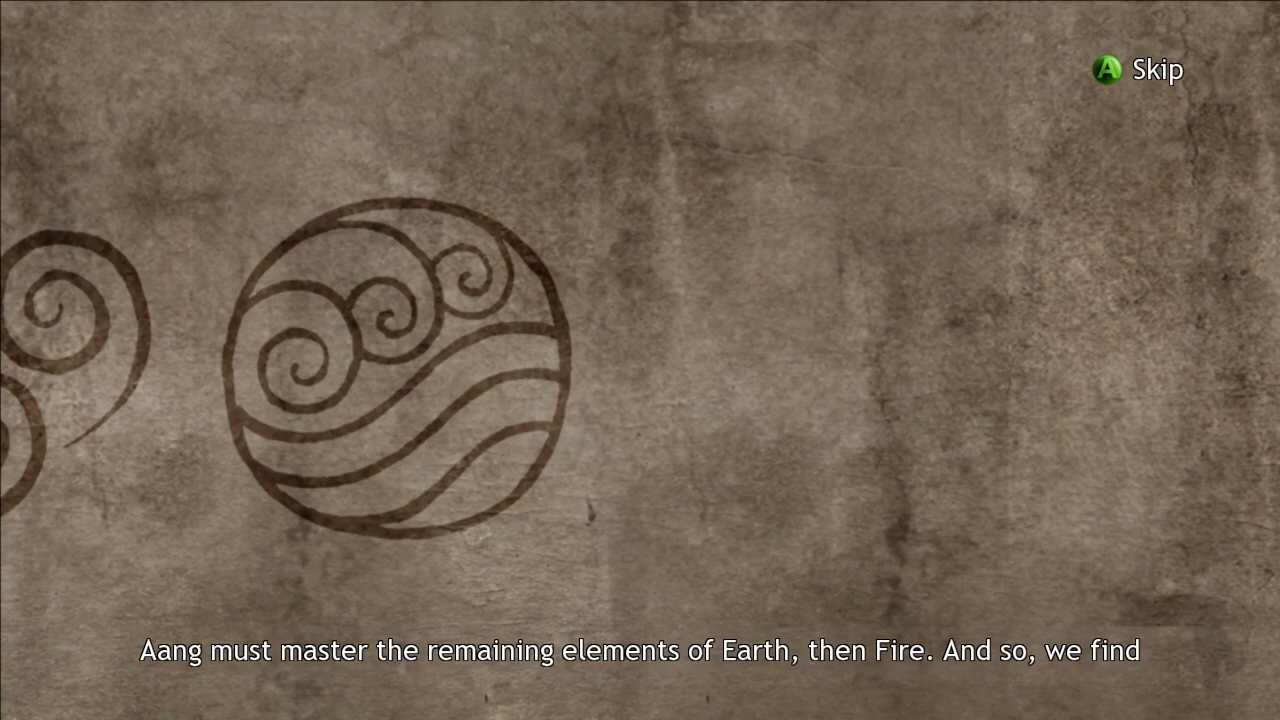 A Skip
Aang must master the remaining elements of Earth, then Fire. And so, we find